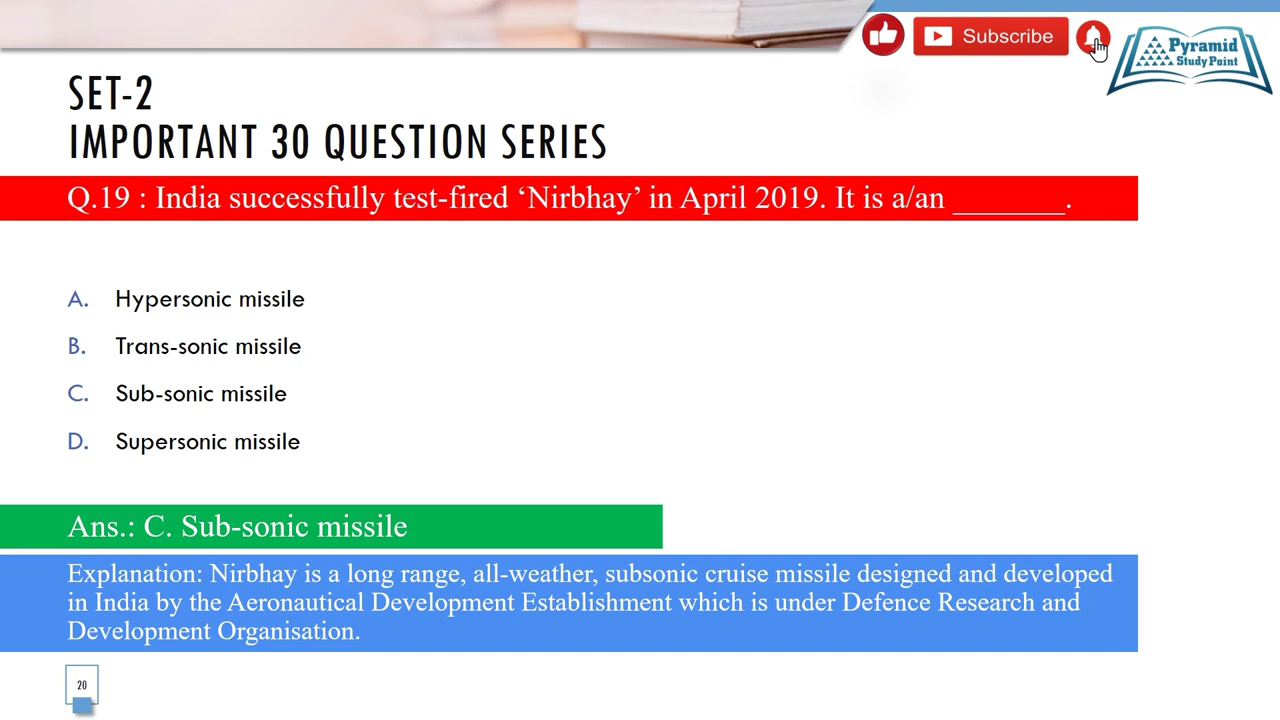 Subscribe
Pyramid
Study Point
SET-2
IMPORTANT 30 QUESTION SERIES
Q.19 : India successfully test-fired ‘Nirbhay’ in April 2019. It is a/an _______.
A. Hypersonic missile
B. Trans-sonic missile
C. Sub-sonic missile
D. Supersonic missile
Ans.: C. Sub-sonic missile
Explanation: Nirbhay is a long range, all-weather, subsonic cruise missile designed and developed
in India by the Aeronautical Development Establishment which is under Defence Research and
Development Organisation.
20